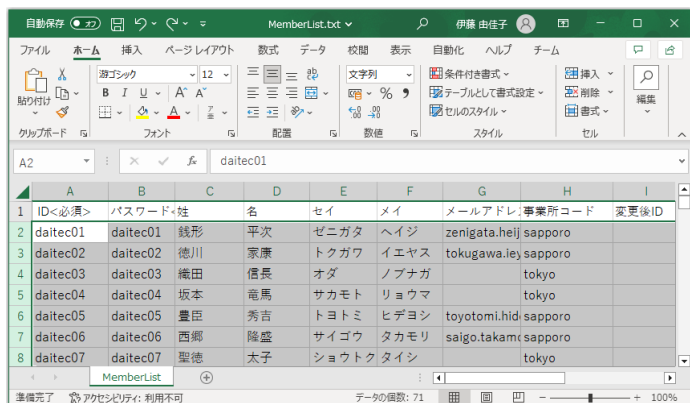 自動保存 オフ MemberList.txt 伊藤 由佳子
ファイル ホーム 挿入 ページ レイアウト 数式 データ 校閲 表示 自動化 ヘルプ チーム
游ゴシック 12 文字列 条件付き書式 挿入
貼り付け B I U A A % テーブルとして書式設定 削除 編集
A セルのスタイル 書式
クリップボード フォント 配置 数値 スタイル セル
A2 fx daitec01
A B C D E F G H I
1 ID<必須> パスワード< 姓 名 セイ メイ メールアドレ 事業所コード 変更後ID
2 daitec01 daitec01 銭形 平次 ゼニガタ ヘイジ zenigata.heij sapporo
3 daitec02 daitec02 徳川 家康 トクガワ イエヤス tokugawa.iey sapporo
4 daitec03 daitec03 織田 信長 オダ ノブナガ tokyo
5 daitec04 daitec04 坂本 竜馬 サカモト リョウマ tokyo
6 daitec05 daitec05 豊臣 秀吉 トヨトミ ヒデヨシ toyotomi.hid sapporo
7 daitec06 daitec06 西郷 隆盛 サイゴウ タカモリ saigo.takamo sapporo
8 daitec07 daitec07 聖徳 太子 ショウトク タイシ tokyo
MemberList
準備完了 アクセシビリティ: 利用不可 データの個数: 71 100%